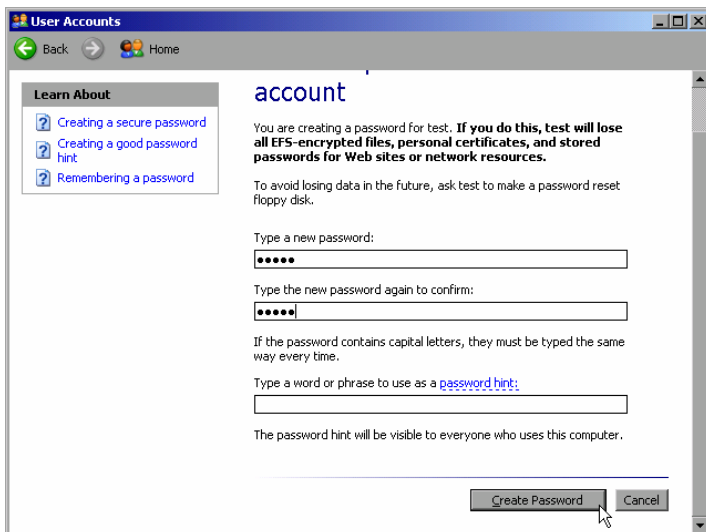 User Accounts
Back Home
Learn About
Creating a secure password
Creating a good password
hint
Remembering a password
account
You are creating a password for test. If you do this, test will lose
all EFS-encrypted files, personal certificates, and stored
passwords for Web sites or network resources.
To avoid losing data in the future, ask test to make a password reset
floppy disk.
Type a new password:
●●●●●
Type the new password again to confirm:
●●●●●
If the password contains capital letters, they must be typed the same
way every time.
Type a word or phrase to use as a password hint:
The password hint will be visible to everyone who uses this computer.
Create Password Cancel